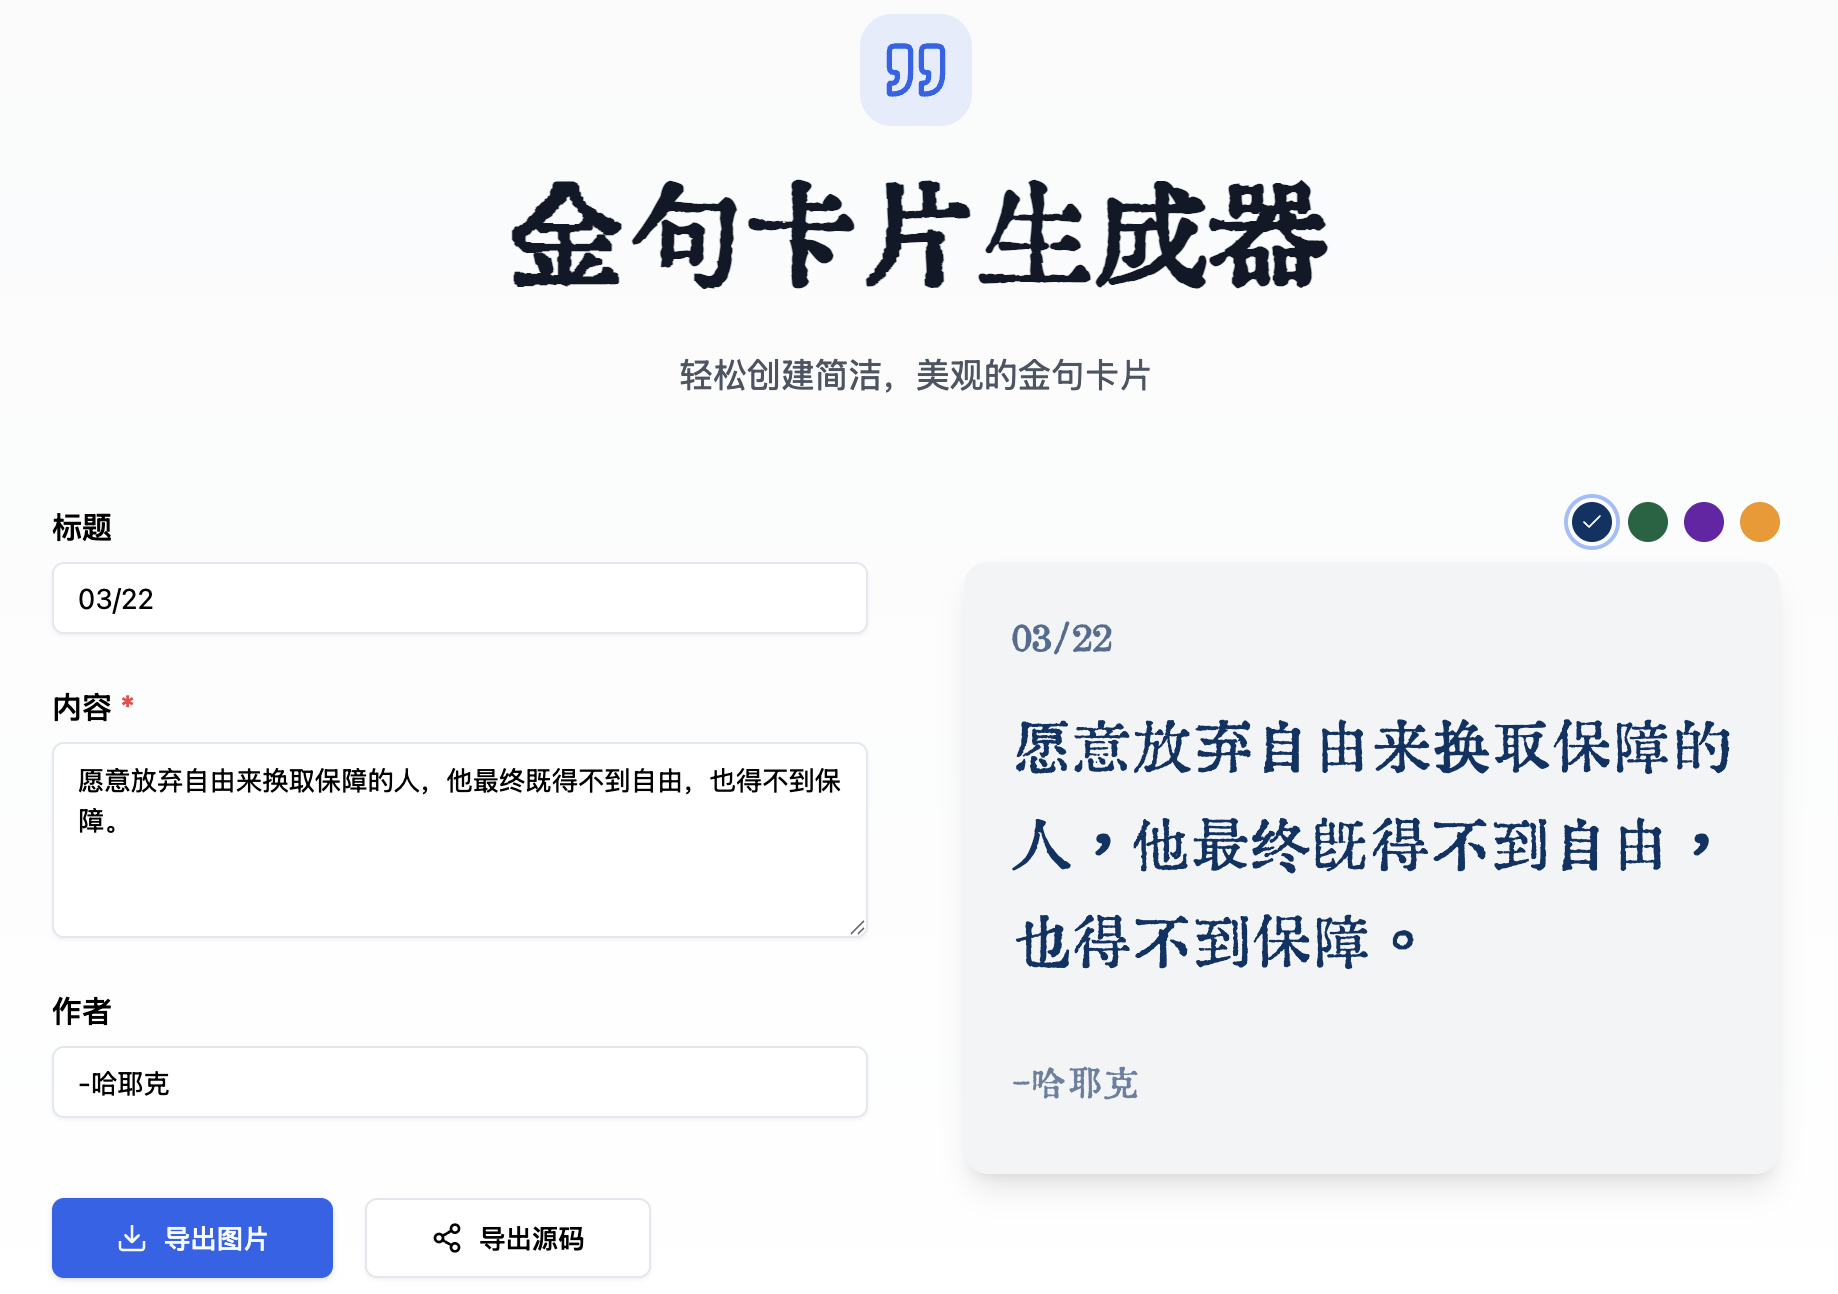 金句卡片生成器
轻松创建简洁，美观的金句卡片
标题
03/22
内容 *
愿意放弃自由来换取保障的人，他最终既得不到自由，也得不到保
障。
作者
-哈耶克
导出图片
导出源码
03/22
愿意放弃自由来换取保障的
人，他最终既得不到自由，
也得不到保障。
-哈耶克